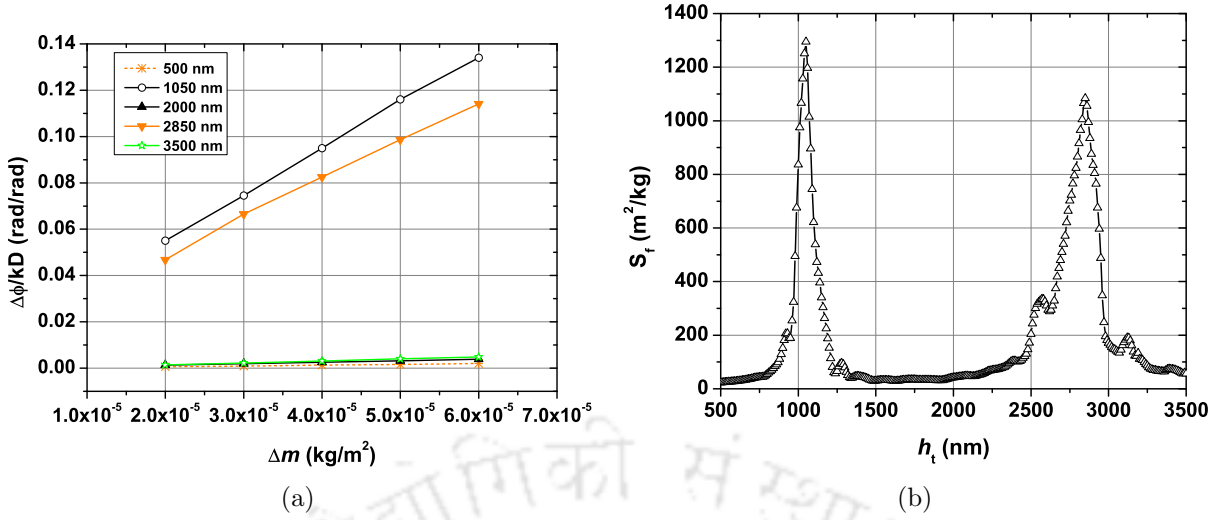 0.14
0.12
0.10
0.08
0.06
0.04
0.02
0.00
Δϕ/kD (rad/rad)
500 nm
1050 nm
2000 nm
2850 nm
3500 nm
1.0x10⁻⁵ 2.0x10⁻⁵ 3.0x10⁻⁵ 4.0x10⁻⁵ 5.0x10⁻⁵ 6.0x10⁻⁵ 7.0x10⁻⁵
Δm (kg/m²)
(a)
1400
1200
1000
800
600
400
200
0
S_f (m²/kg)
500 1000 1500 2000 2500 3000 3500
h_t (nm)
(b)